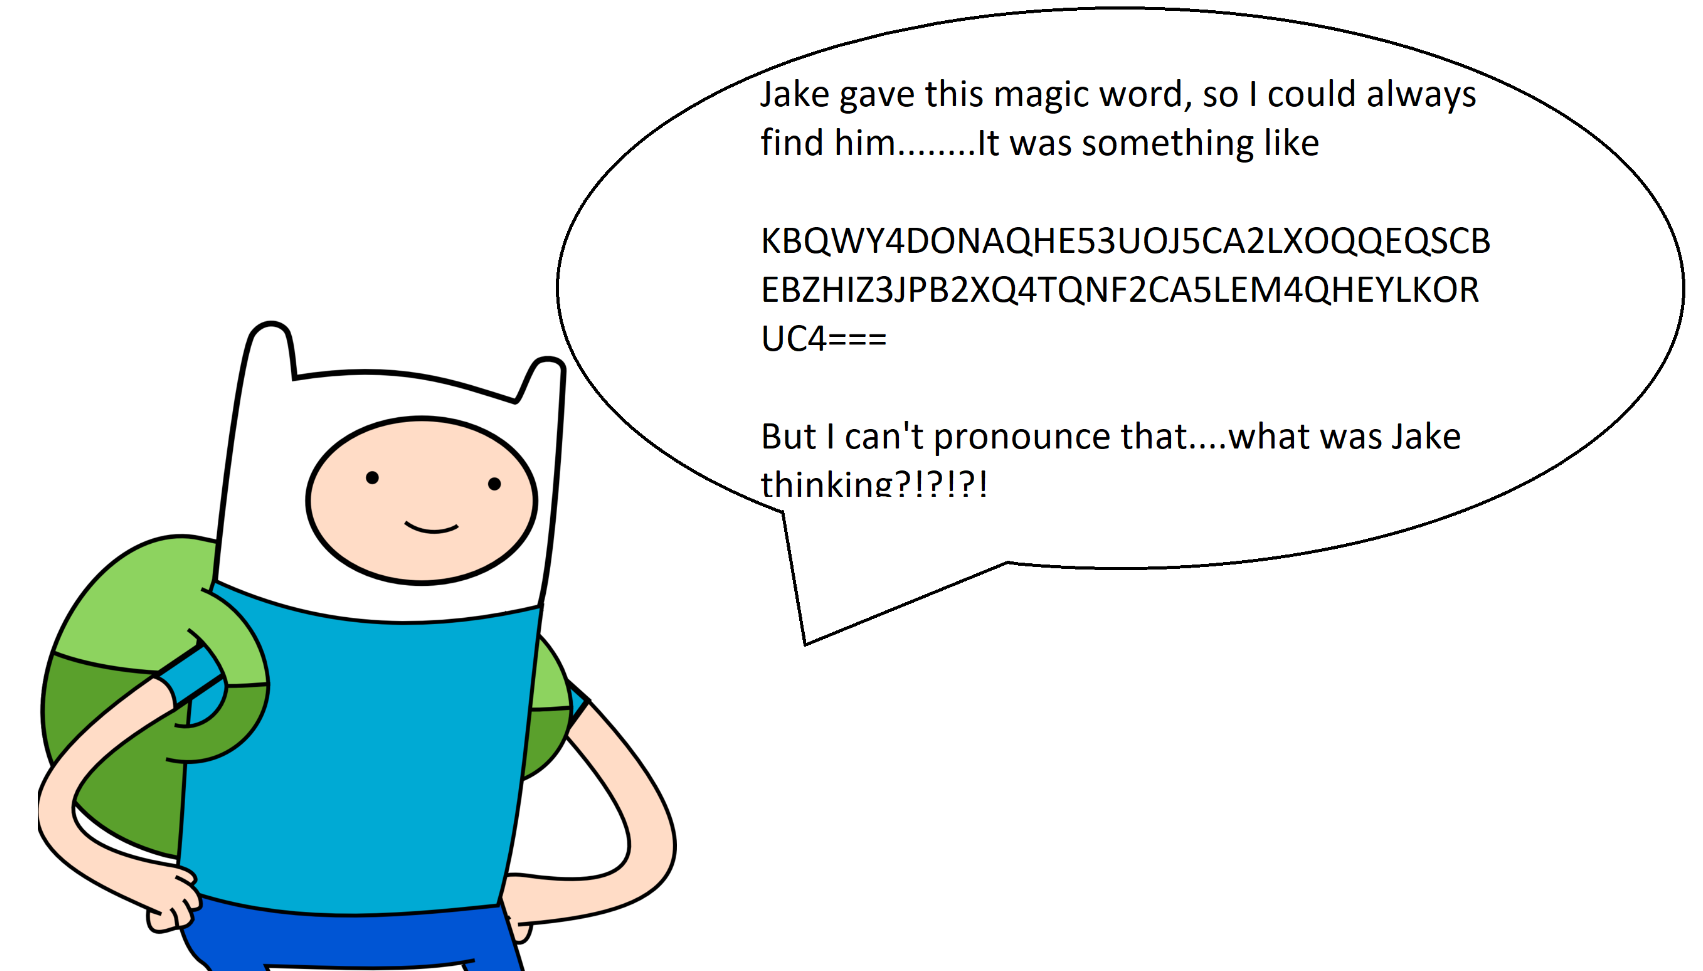 Jake gave this magic word, so I could always
find him........It was something like
KBQWY4DONAQHE53UOJ5CA2LXOQQEQSCB
EBZHIZ3JPB2XQ4TQNF2CA5LEM4QHEYLKOR
UC4===
But I can't pronounce that....what was Jake
thinking?!?!?!